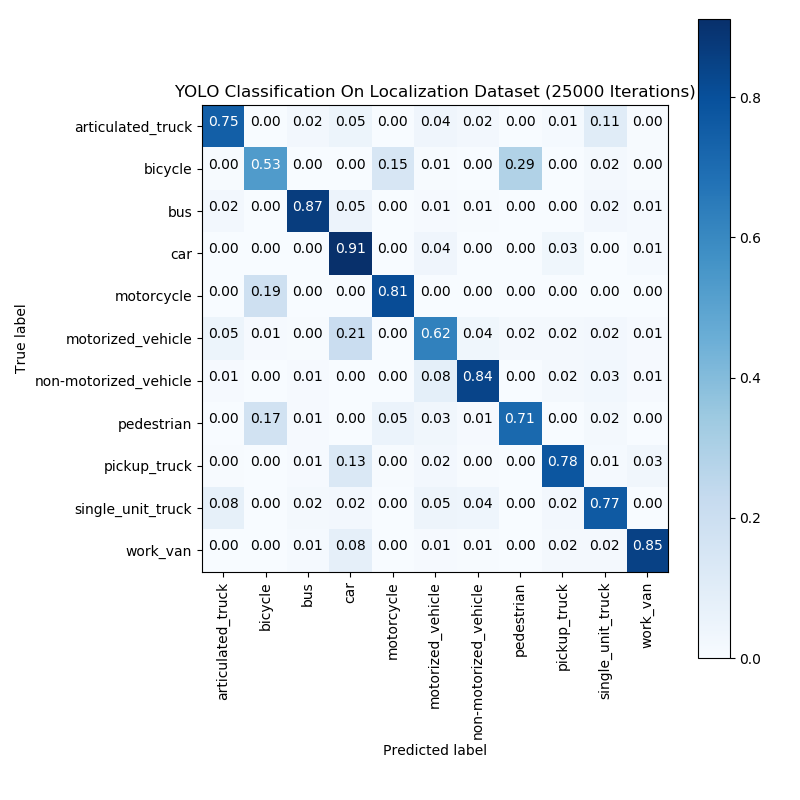 YOLO Classification On Localization Dataset (25000 Iterations)
articulated_truck 0.75 0.00 0.02 0.05 0.00 0.04 0.02 0.00 0.01 0.11 0.00
bicycle 0.00 0.53 0.00 0.00 0.15 0.01 0.00 0.29 0.00 0.02 0.00
bus 0.02 0.00 0.87 0.05 0.00 0.01 0.01 0.00 0.00 0.02 0.01
car 0.00 0.00 0.00 0.91 0.00 0.04 0.00 0.00 0.03 0.00 0.01
motorcycle 0.00 0.19 0.00 0.00 0.81 0.00 0.00 0.00 0.00 0.00 0.00
motorized_vehicle 0.05 0.01 0.00 0.21 0.00 0.62 0.04 0.02 0.02 0.02 0.01
non-motorized_vehicle 0.01 0.00 0.01 0.00 0.00 0.08 0.84 0.00 0.02 0.03 0.01
pedestrian 0.00 0.17 0.01 0.00 0.05 0.03 0.01 0.71 0.00 0.02 0.00
pickup_truck 0.00 0.00 0.01 0.13 0.00 0.02 0.00 0.00 0.78 0.01 0.03
single_unit_truck 0.08 0.00 0.02 0.02 0.00 0.05 0.04 0.00 0.02 0.77 0.00
work_van 0.00 0.00 0.01 0.08 0.00 0.01 0.01 0.00 0.02 0.02 0.85
True label
articulated_truck
bicycle
bus
car
motorcycle
motorized_vehicle
non-motorized_vehicle
pedestrian
pickup_truck
single_unit_truck
work_van
Predicted label
0.8
0.6
0.4
0.2
0.0